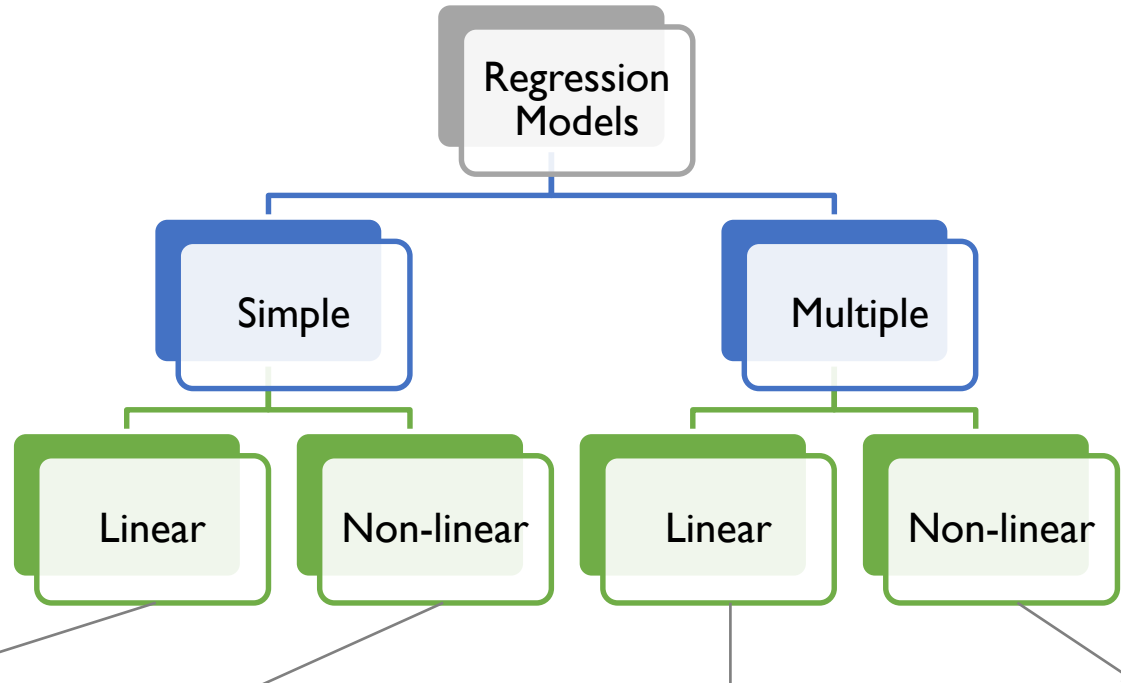 Regression
Models
Simple
Multiple
Linear
Non-linear
Linear
Non-linear